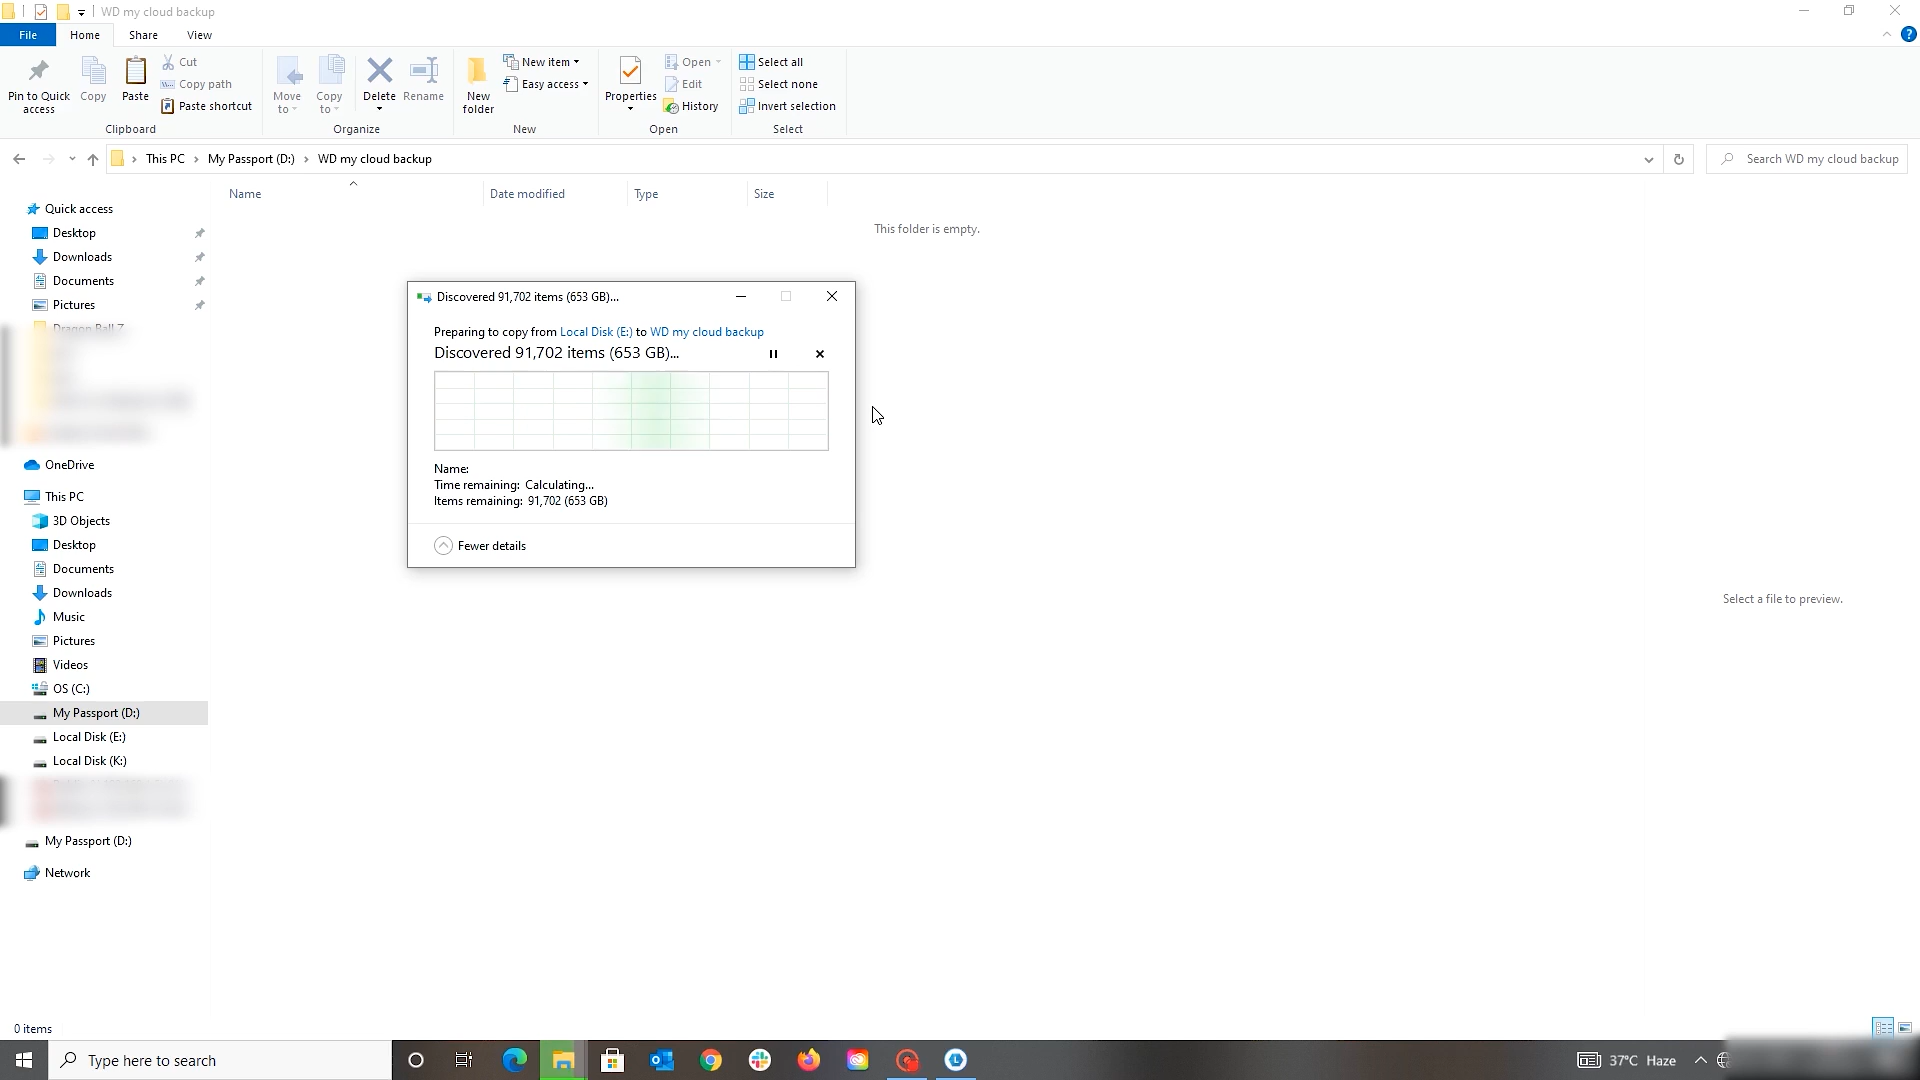 WD my cloud backup
File Home Share View
Pin to Quick access
Copy
Paste
Cut
Copy path
Paste shortcut
Clipboard
Move to
Copy to
Delete
Rename
Organize
New folder
New item
Easy access
New
Properties
Open
Edit
History
Open
Select all
Select none
Invert selection
Select
This PC > My Passport (D:) > WD my cloud backup
Search WD my cloud backup
Name Date modified Type Size
This folder is empty.
Quick access
Desktop
Downloads
Documents
Pictures
Dragon Ball Z
OneDrive
This PC
3D Objects
Desktop
Documents
Downloads
Music
Pictures
Videos
OS (C:)
My Passport (D:)
Local Disk (E:)
Local Disk (K:)
My Passport (D:)
Network
Discovered 91,702 items (653 GB)...
Preparing to copy from Local Disk (E:) to WD my cloud backup
Discovered 91,702 items (653 GB)...
Name:
Time remaining: Calculating...
Items remaining: 91,702 (653 GB)
Fewer details
Select a file to preview.
0 items
Type here to search
37°C Haze